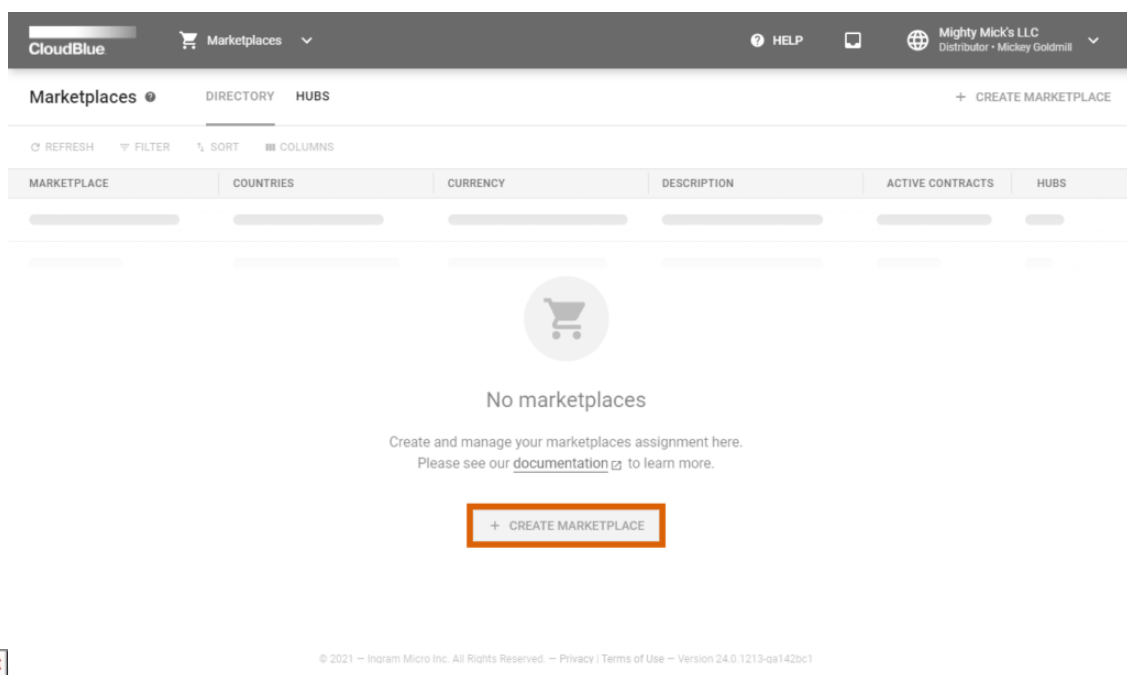 CloudBlue
Marketplaces
HELP
Mighty Mick's LLC
Distributor • Mickey Goldmill
Marketplaces
DIRECTORY HUBS
+ CREATE MARKETPLACE
REFRESH FILTER SORT COLUMNS
MARKETPLACE COUNTRIES CURRENCY DESCRIPTION ACTIVE CONTRACTS HUBS
No marketplaces
Create and manage your marketplaces assignment here.
Please see our documentation to learn more.
+ CREATE MARKETPLACE
© 2021 – Ingram Micro Inc. All Rights Reserved. – Privacy | Terms of Use – Version 24.0.1213-ga142bc1